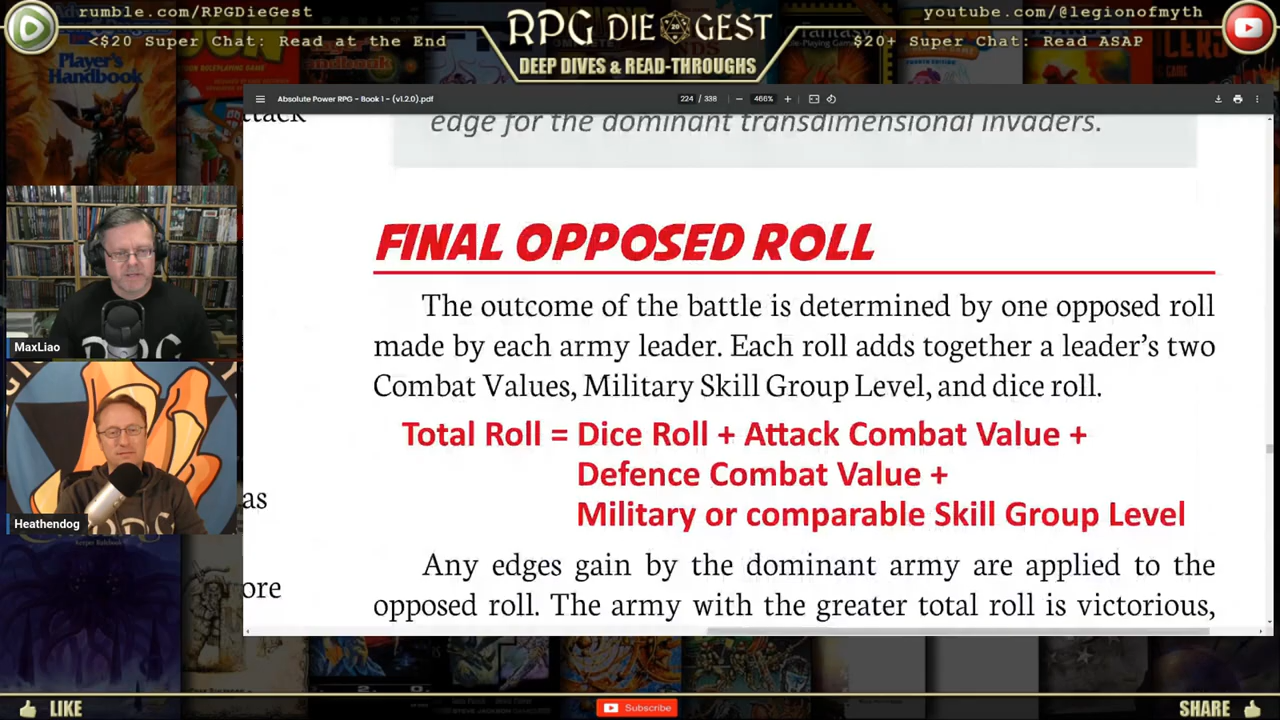 rumble.com/RPGDieGest
<$20 Super Chat: Read at the End
RPG DIE GEST
DEEP DIVES & READ-THROUGHS
youtube.com/@legionofmyth
$20+ Super Chat: Read ASAP
Player's
Handbook
Absolute Power RPG - Book 1 - (v1.2.0).pdf
224 / 338
466%
edge for the dominant transdimensional invaders.
FINAL OPPOSED ROLL
The outcome of the battle is determined by one opposed roll
made by each army leader. Each roll adds together a leader's two
Combat Values, Military Skill Group Level, and dice roll.
Total Roll = Dice Roll + Attack Combat Value +
Defence Combat Value +
Military or comparable Skill Group Level
Any edges gain by the dominant army are applied to the
opposed roll. The army with the greater total roll is victorious,
as
ore
MaxLiao
Heathendog
LIKE
Subscribe
SHARE